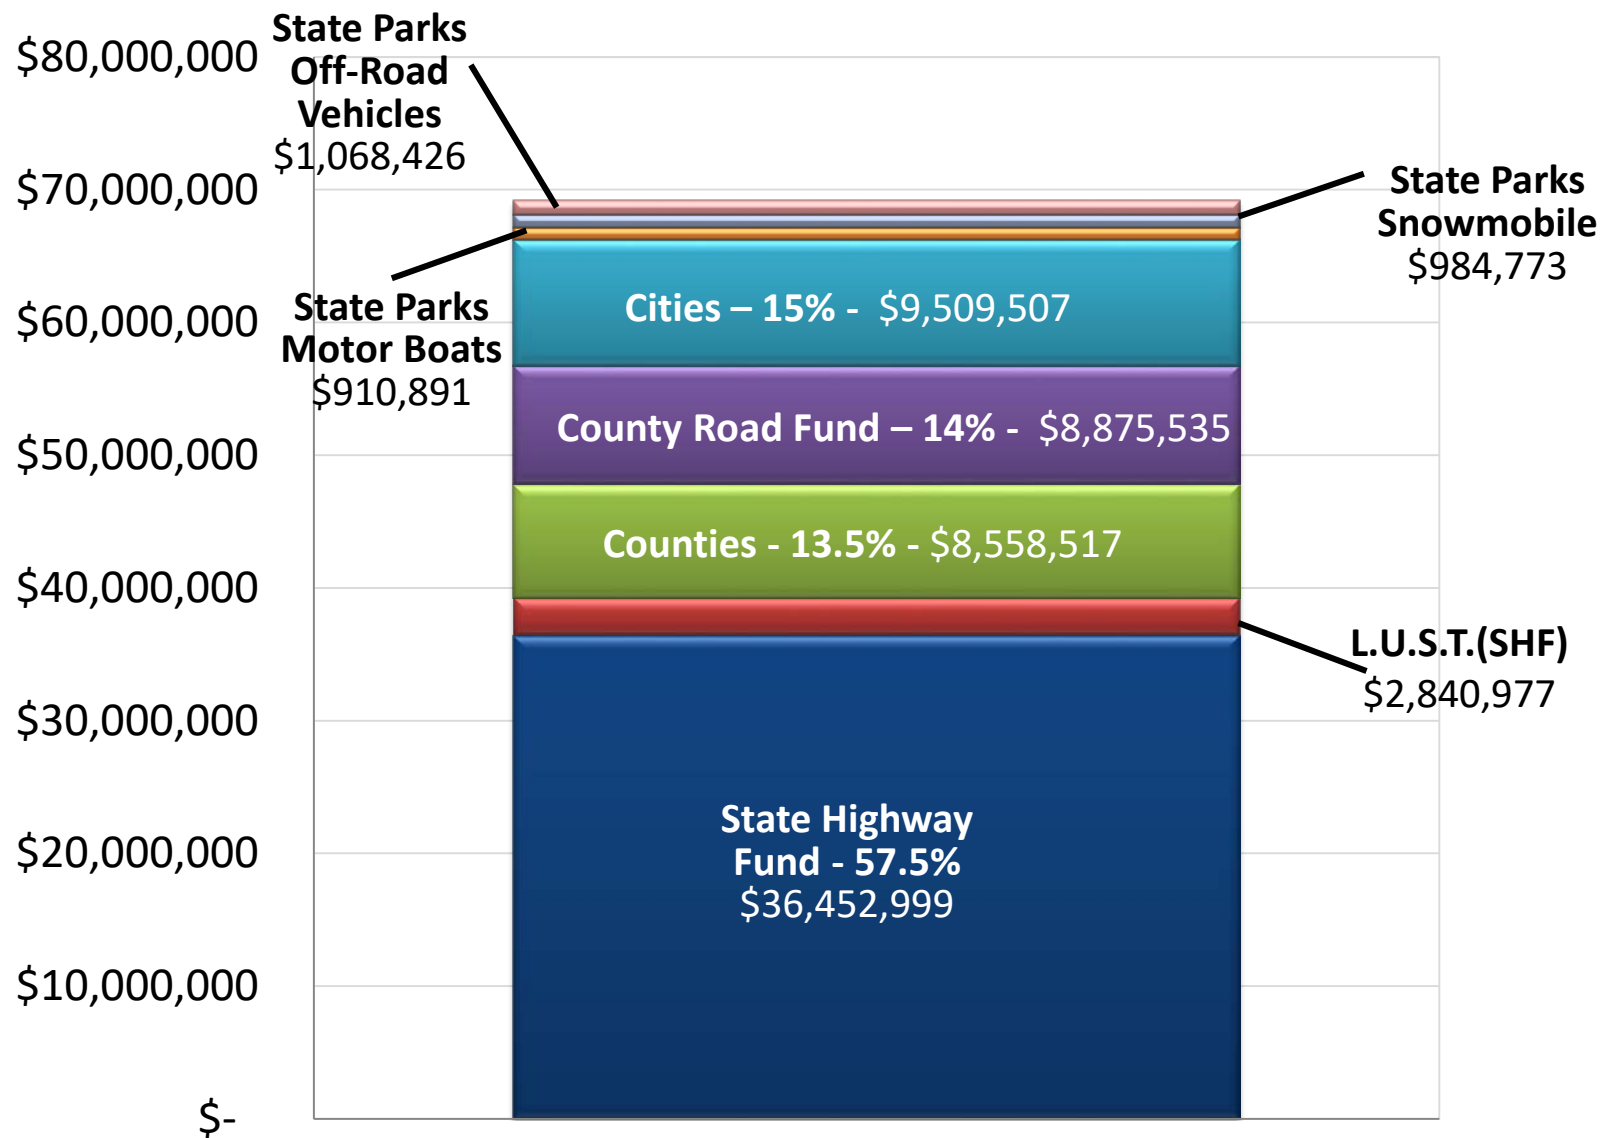 $80,000,000
$70,000,000
$60,000,000
$50,000,000
$40,000,000
$30,000,000
$20,000,000
$10,000,000
$-
State Parks
Off-Road
Vehicles
$1,068,426
State Parks
Snowmobile
$984,773
State Parks
Motor Boats
$910,891
Cities – 15% - $9,509,507
County Road Fund – 14% - $8,875,535
Counties - 13.5% - $8,558,517
L.U.S.T.(SHF)
$2,840,977
State Highway
Fund - 57.5%
$36,452,999